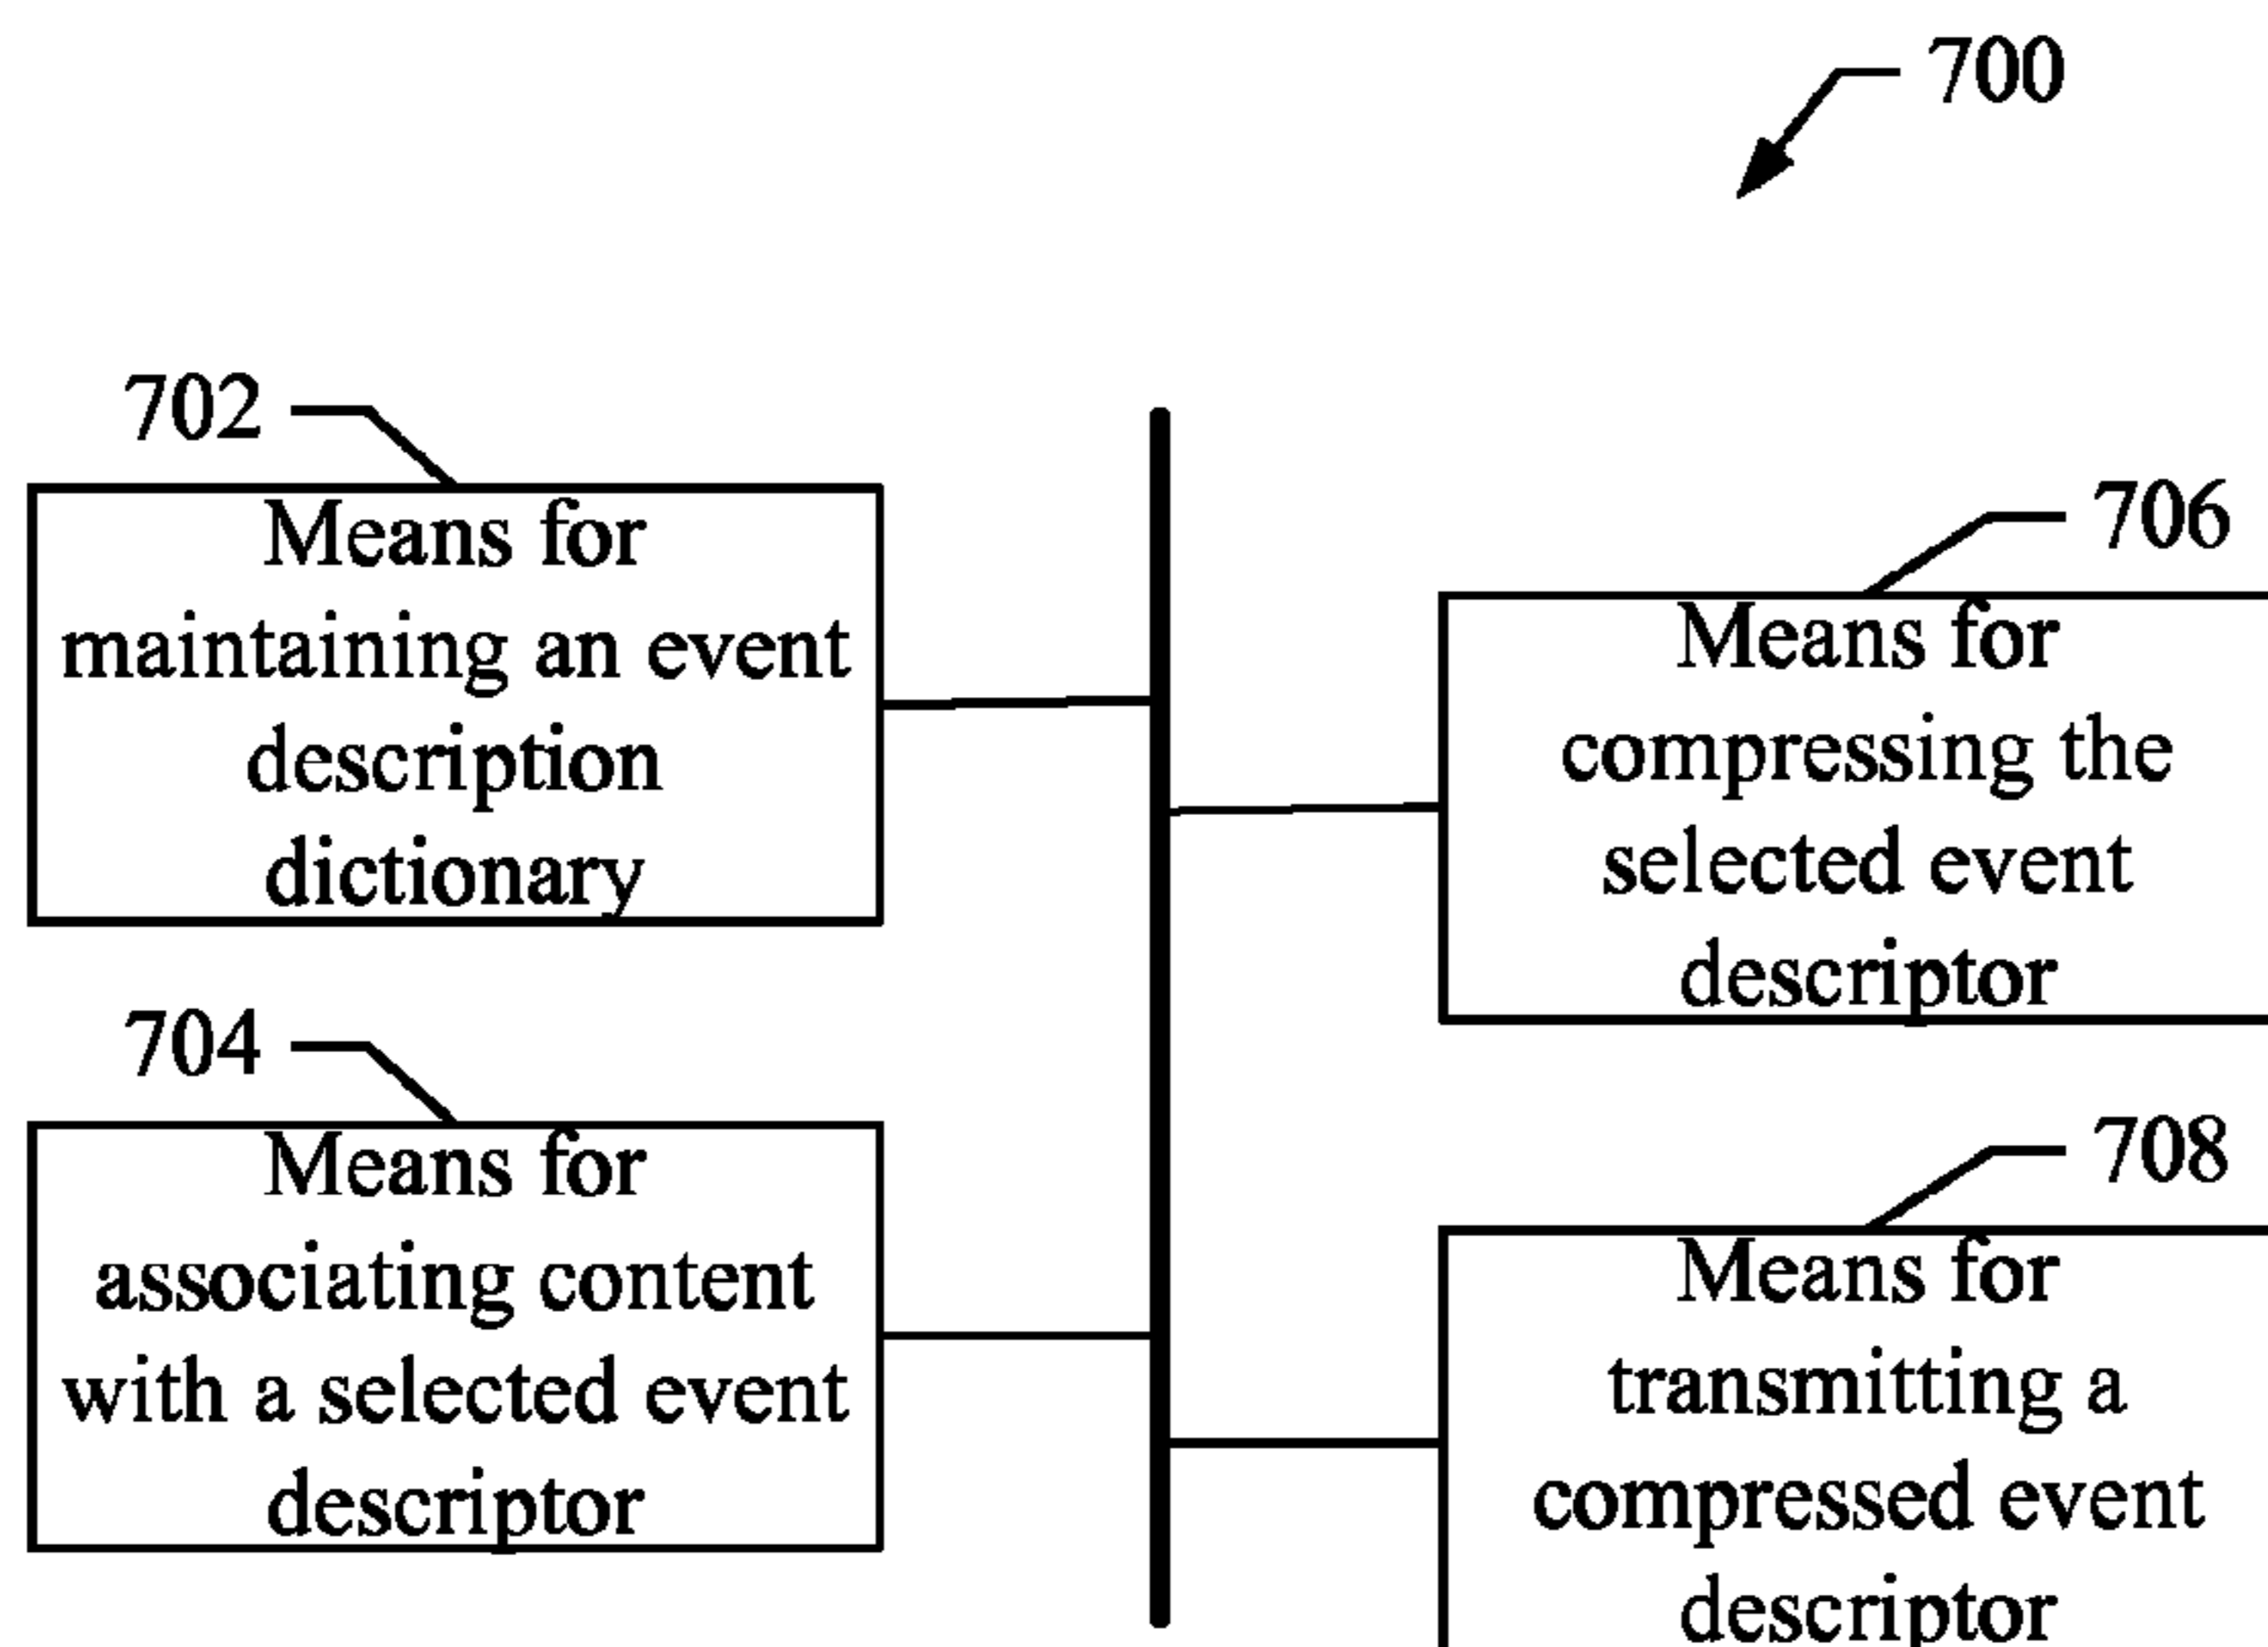 700
702
Means for
maintaining an event
description
dictionary
706
Means for
compressing the
selected event
descriptor
704
Means for
associating content
with a selected event
descriptor
708
Means for
transmitting a
compressed event
descriptor